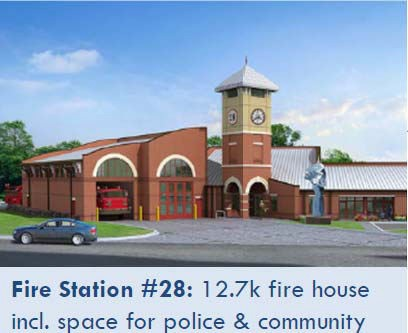 Fire Station #28: 12.7k fire house
incl. space for police & community